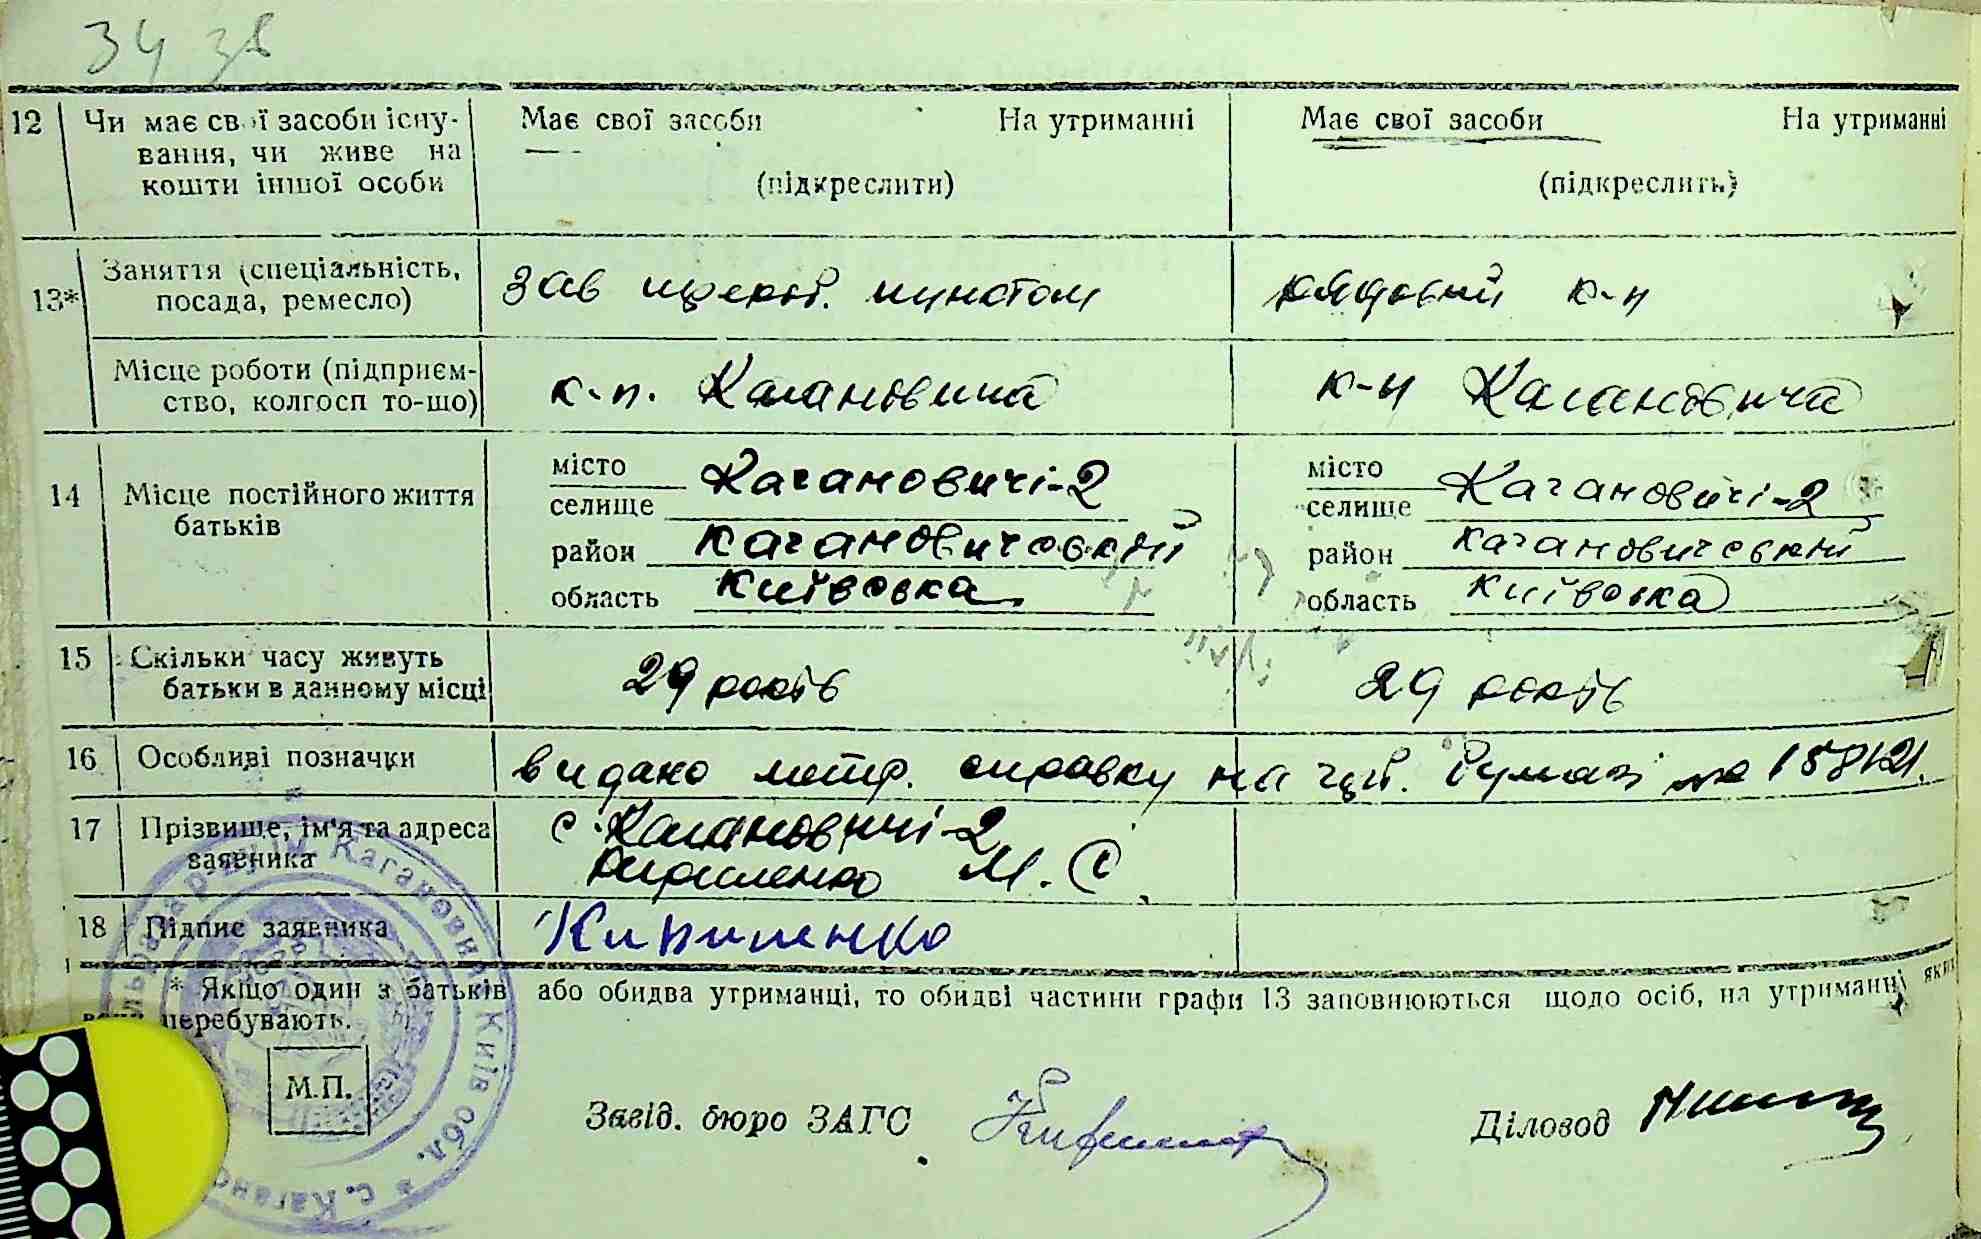 34 38
12 Чи має свої засоби існу- Має свої засоби На утриманні Має свої засоби На утриманні
вання, чи живе на
кошти іншої особи (підкреслити) (підкреслить)
13* Заняття (спеціальність,
посада, ремесло) Зав пунктом рядовий к-п
Місце роботи (підприєм-
ство, колгосп то-що) к-п. Кагановича к-п Кагановича
14 Місце постійного життя
батьків
місто Кагановичі-2 місто Кагановичі-2
селище селище
район Кагановичський район Кагановичський
область Київська область Київська
15 Скільки часу живуть
батьки в данному місці 29 років 29 років
16 Особливі позначки видано метр. справку на
17 Прізвище, ім'я та адреса
заявника с. Кагановичі-2
Кириленко М. С
18 Підпис заявника Кириленко
* Якщо один з батьків або обидва утриманці, то обидві частини графи 13 заповнюються щодо осіб, на утриманні яких
вони перебувають.
М.П.
Завід. бюро ЗАГС Діловод